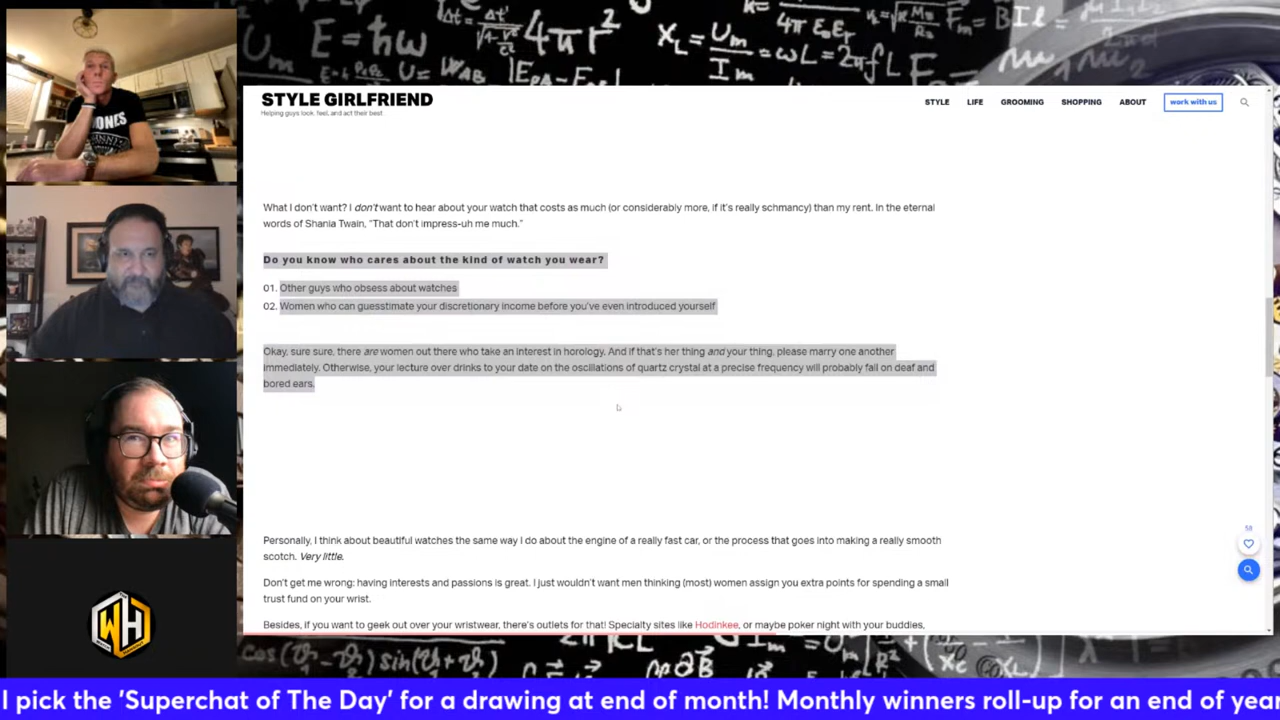 STYLE GIRLFRIEND
Helping guys look, feel, and act their best.
STYLE
LIFE
GROOMING
SHOPPING
ABOUT
work with us
What I don't want? I don't want to hear about your watch that costs as much (or considerably more, if it's really schmancy) than my rent. In the eternal
words of Shania Twain, "That don't impress-uh me much."
Do you know who cares about the kind of watch you wear?
01. Other guys who obsess about watches
02. Women who can guesstimate your discretionary income before you've even introduced yourself
Okay, sure sure, there are women out there who take an interest in horology. And if that's her thing and your thing, please marry one another
immediately. Otherwise, your lecture over drinks to your date on the oscillations of quartz crystal at a precise frequency will probably fall on deaf and
bored ears.
Personally, I think about beautiful watches the same way I do about the engine of a really fast car, or the process that goes into making a really smooth
scotch. Very little.
Don't get me wrong: having interests and passions is great. I just wouldn't want men thinking (most) women assign you extra points for spending a small
trust fund on your wrist.
Besides, if you want to geek out over your wristwear, there's outlets for that! Specialty sites like Hodinkee, or maybe poker night with your buddies,
58
WH
E = ħω
4πr²
I pick the 'Superchat of The Day' for a drawing at end of month! Monthly winners roll-up for an end of year